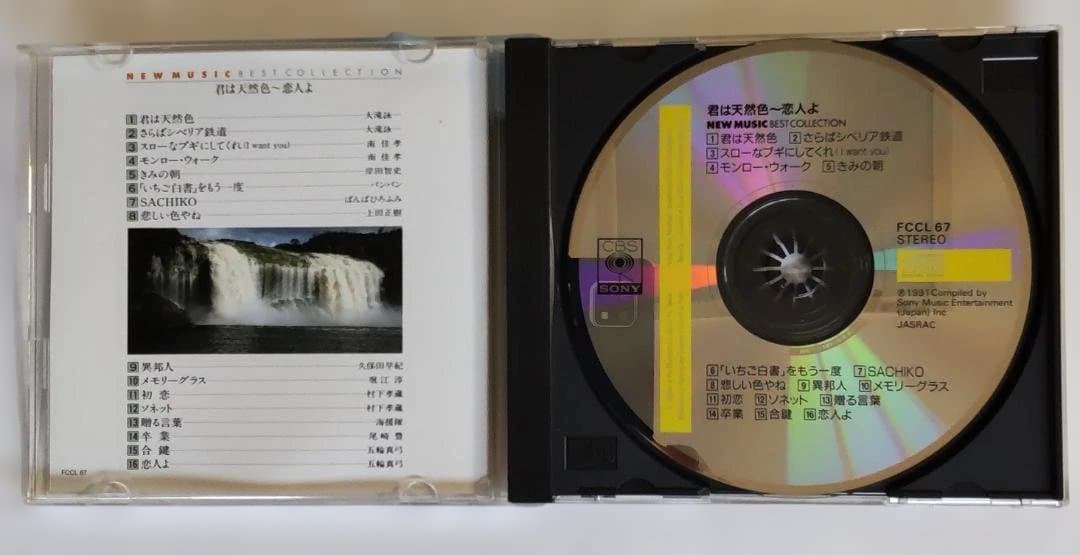 NEW MUSIC BEST COLLECTION
君は天然色〜恋人よ
1 君は天然色 大滝詠一
2 さらばシベリア鉄道 大滝詠一
3 スローなブギにしてくれ(I want you) 南 佳 孝
4 モンロー・ウォーク 南 佳 孝
5 きみの朝 岸田智史
6 「いちご白書」をもう一度 バンバン
7 SACHIKO ばんばひろふみ
8 悲しい色やね 上田正樹
9 異邦人 久保田早紀
10 メモリーグラス 堀 江 淳
11 初 恋 村下孝蔵
12 ソネット 村下孝蔵
13 贈る言葉 海援隊
14 卒 業 尾 崎 豊
15 合 鍵 五輪真弓
16 恋人よ 五輪真弓
FCCL 67
君は天然色〜恋人よ
NEW MUSIC BEST COLLECTION
1 君は天然色 2 さらばシベリア鉄道
3 スローなブギにしてくれ(I want you)
4 モンロー・ウォーク 5 きみの朝
CBS
SONY
FCCL 67
STEREO
℗1991 Compiled by
Sony Music Entertainment
(Japan) Inc.
JASRAC
6 「いちご白書」をもう一度 7 SACHIKO
8 悲しい色やね 9 異邦人 10 メモリーグラス
11 初恋 12 ソネット 13 贈る言葉
14 卒業 15 合鍵 16 恋人よ